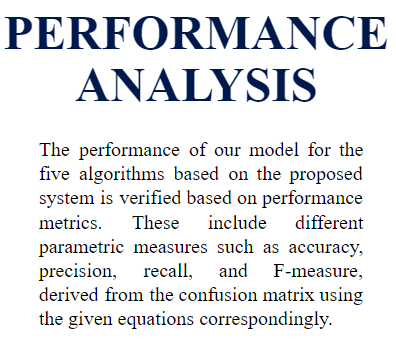 PERFORMANCE
ANALYSIS
The performance of our model for the
five algorithms based on the proposed
system is verified based on performance
metrics. These include different
parametric measures such as accuracy,
precision, recall, and F-measure,
derived from the confusion matrix using
the given equations correspondingly.